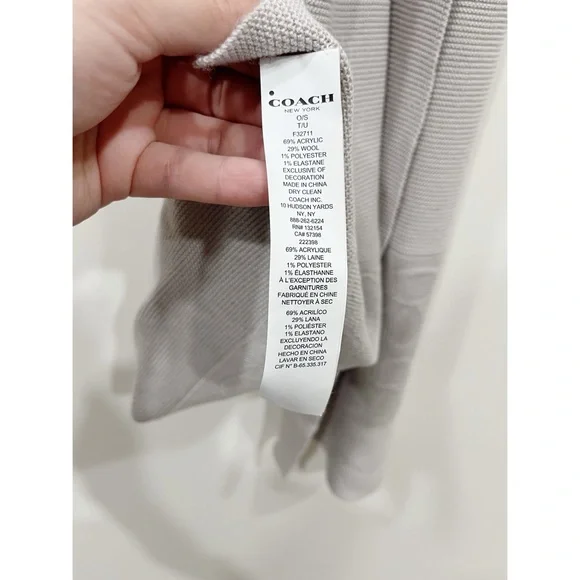 COACH
NEW YORK
O/S
T/U
F32711
69% ACRYLIC
29% WOOL
1% POLYESTER
1% ELASTANE
EXCLUSIVE OF
DECORATION
MADE IN CHINA
DRY CLEAN
COACH INC.
10 HUDSON YARDS
NY, NY
888-262-6224
RN# 132154
CA# 57398
222398
69% ACRYLIQUE
29% LAINE
1% POLYESTER
1% ÉLASTHANNE
À L'EXCEPTION DES
GARNITURES
FABRIQUÉ EN CHINE
NETTOYER À SEC
69% ACRÍLICO
29% LANA
1% POLIÉSTER
1% ELASTANO
EXCLUYENDO LA
DECORACION
HECHO EN CHINA
LAVAR EN SECO
CIF N° B-65.335.317